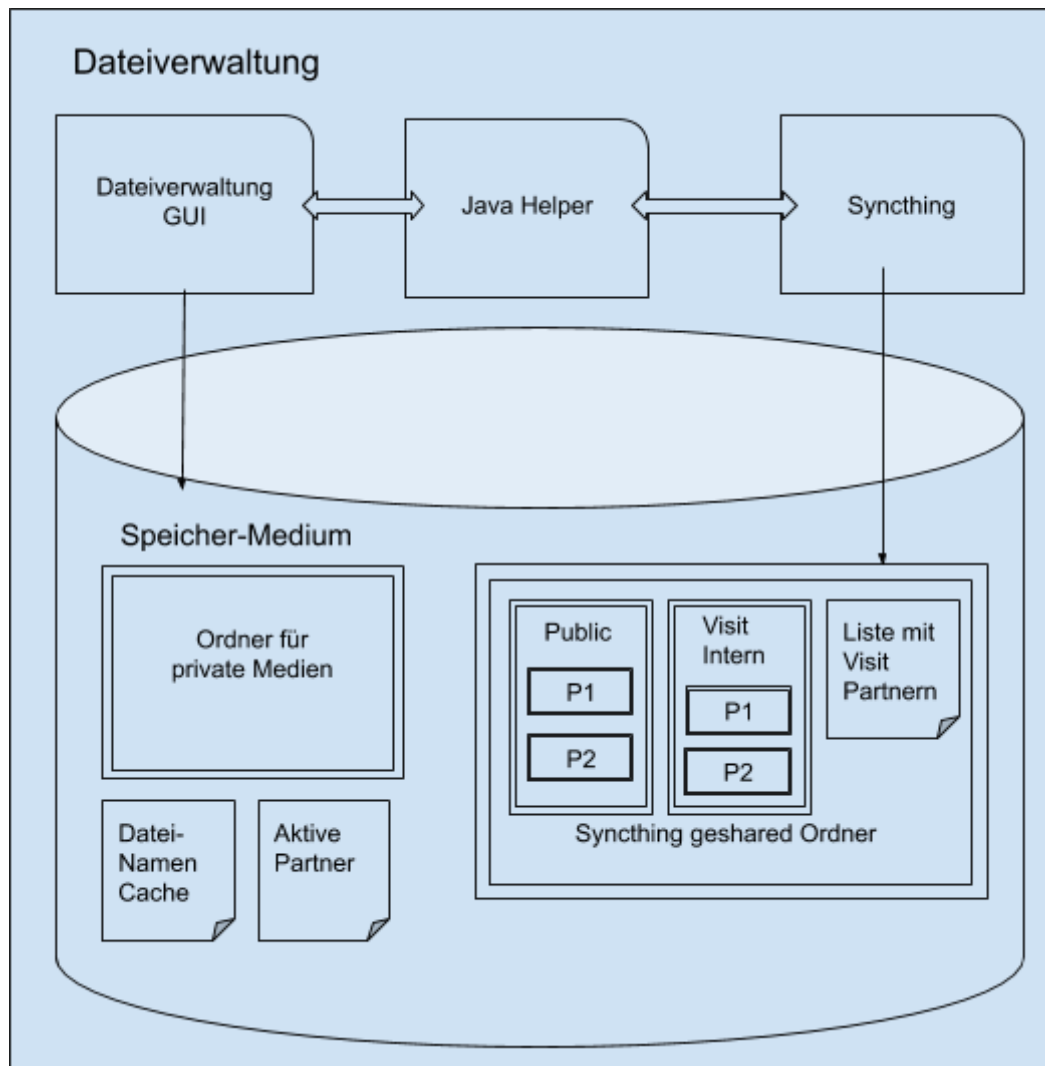 Dateiverwaltung
Dateiverwaltung
GUI
Java Helper
Syncthing
Speicher-Medium
Ordner für
private Medien
Datei-
Namen
Cache
Aktive
Partner
Public
P1
P2
Visit
Intern
P1
P2
Liste mit
Visit
Partnern
Syncthing geshared Ordner